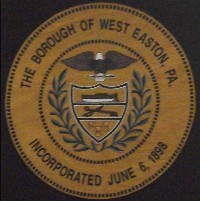 THE BOROUGH OF WEST EASTON, PA.
INCORPORATED JUNE 6, 1898